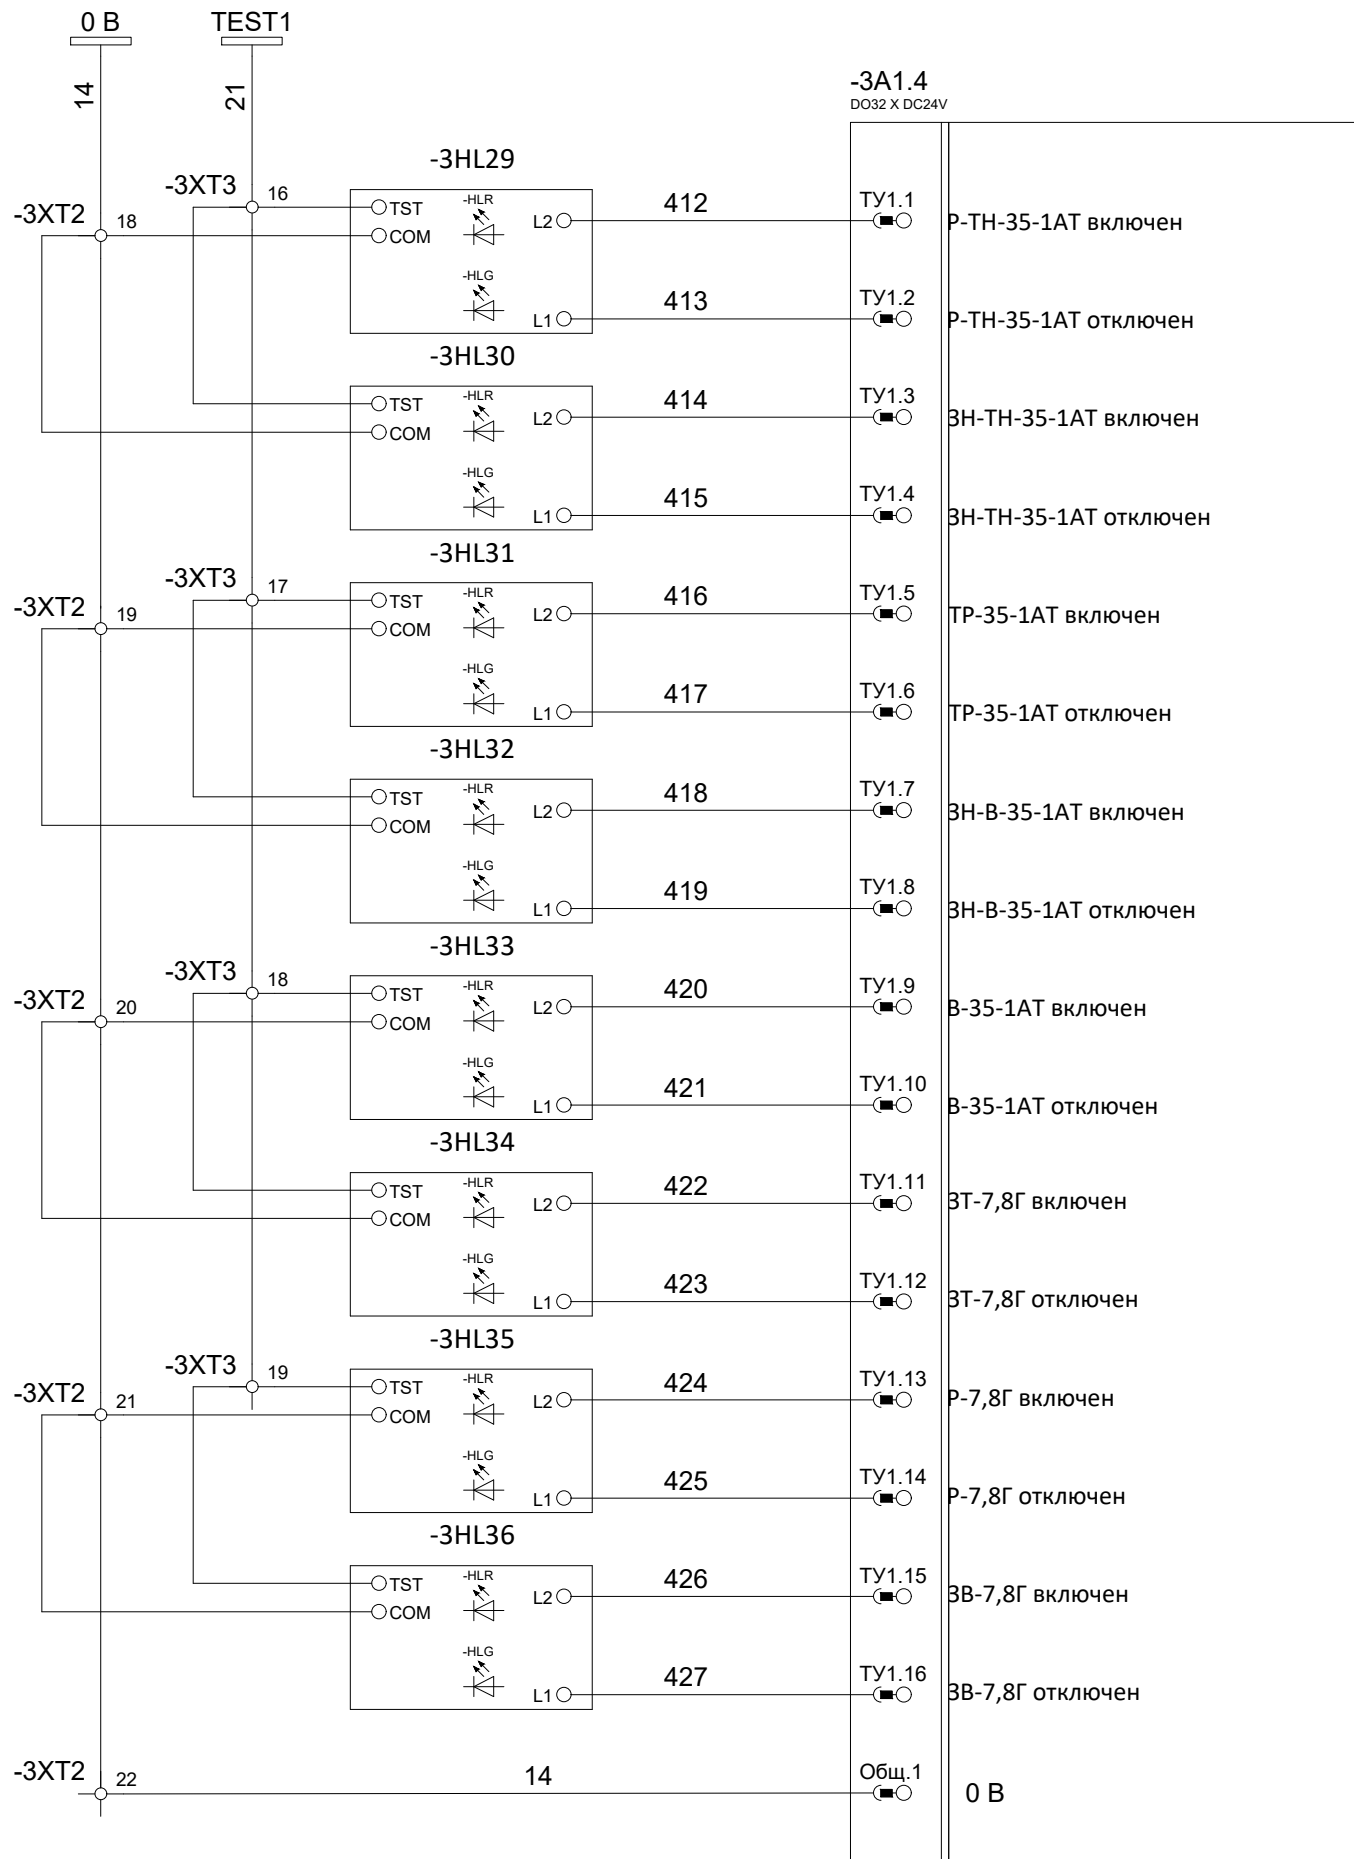 0 В TEST1
14 21
-3A1.4
DO32 X DC24V
-3HL29
-3XT3 16 TST -HLR L2 412 ТУ1.1 Р-ТН-35-1АТ включен
-3XT2 18 COM
-HLG L1 413 ТУ1.2 Р-ТН-35-1АТ отключен
-3HL30
TST -HLR L2 414 ТУ1.3 ЗН-ТН-35-1АТ включен
COM
-HLG L1 415 ТУ1.4 ЗН-ТН-35-1АТ отключен
-3HL31
-3XT3 17 TST -HLR L2 416 ТУ1.5 ТР-35-1АТ включен
-3XT2 19 COM
-HLG L1 417 ТУ1.6 ТР-35-1АТ отключен
-3HL32
TST -HLR L2 418 ТУ1.7 ЗН-В-35-1АТ включен
COM
-HLG L1 419 ТУ1.8 ЗН-В-35-1АТ отключен
-3HL33
-3XT3 18 TST -HLR L2 420 ТУ1.9 В-35-1АТ включен
-3XT2 20 COM
-HLG L1 421 ТУ1.10 В-35-1АТ отключен
-3HL34
TST -HLR L2 422 ТУ1.11 ЗТ-7,8Г включен
COM
-HLG L1 423 ТУ1.12 ЗТ-7,8Г отключен
-3HL35
-3XT3 19 TST -HLR L2 424 ТУ1.13 Р-7,8Г включен
-3XT2 21 COM
-HLG L1 425 ТУ1.14 Р-7,8Г отключен
-3HL36
TST -HLR L2 426 ТУ1.15 ЗВ-7,8Г включен
COM
-HLG L1 427 ТУ1.16 ЗВ-7,8Г отключен
-3XT2 22 14 Общ.1 0 В